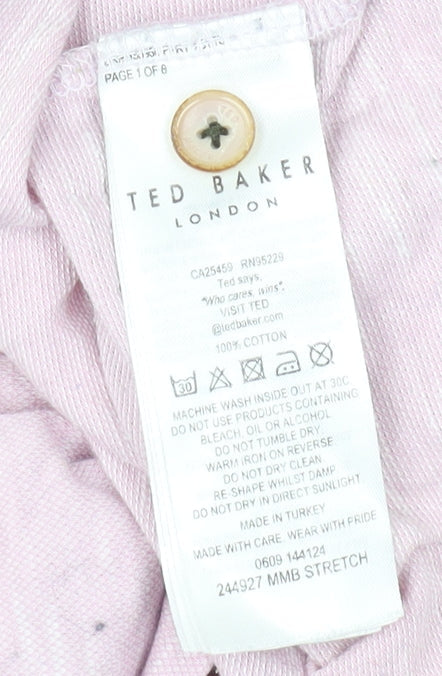 PAGE 1 OF 8
TED BAKER
LONDON
CA25459 RN95229
Ted says,
"Who cares, wins".
VISIT TED
@tedbaker.com
100% COTTON
30
MACHINE WASH INSIDE OUT AT 30C
DO NOT USE PRODUCTS CONTAINING
BLEACH, OIL OR ALCOHOL
DO NOT TUMBLE DRY
WARM IRON ON REVERSE
DO NOT DRY CLEAN
RE-SHAPE WHILST DAMP
DO NOT DRY IN DIRECT SUNLIGHT
MADE IN TURKEY
MADE WITH CARE. WEAR WITH PRIDE
0609 144124
244927 MMB STRETCH